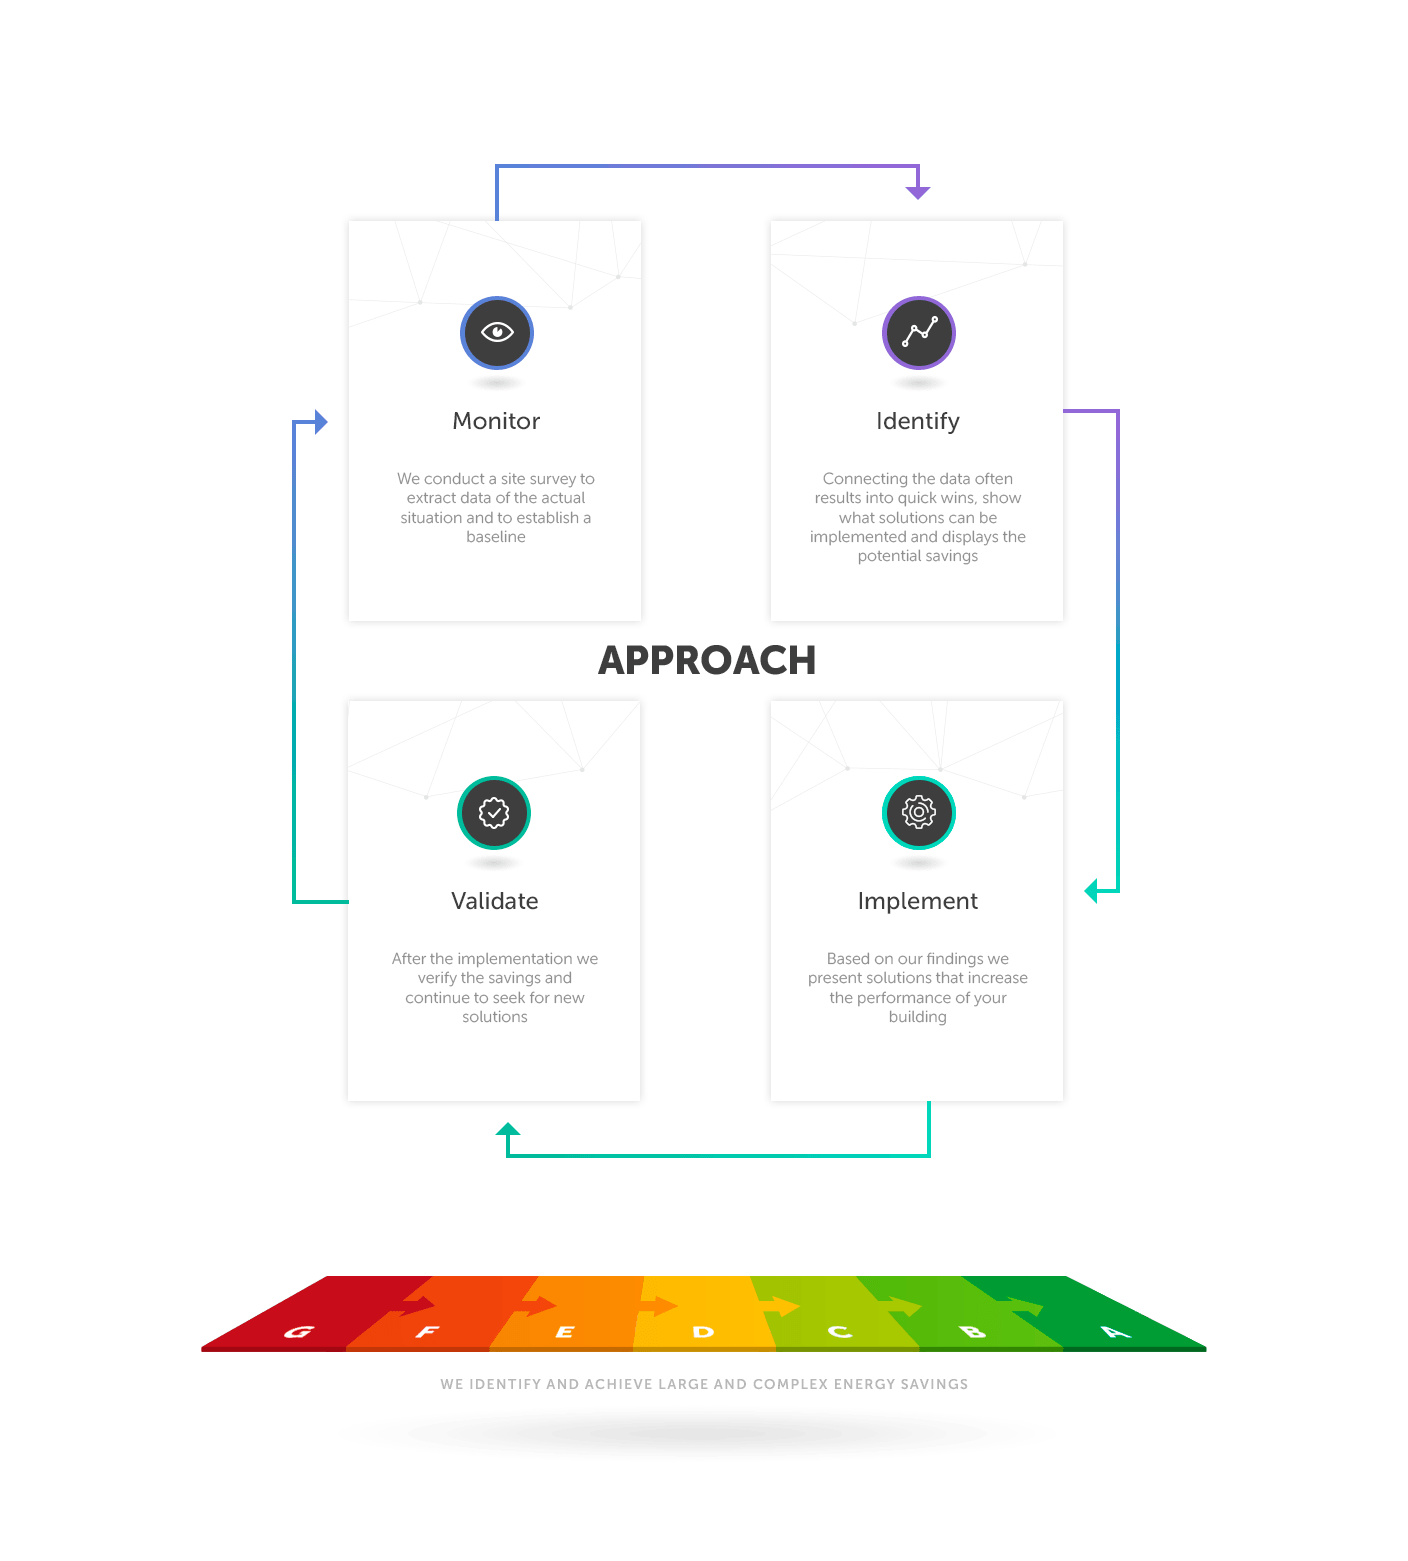 Monitor
We conduct a site survey to
extract data of the actual
situation and to establish a
baseline
Identify
Connecting the data often
results into quick wins, show
what solutions can be
implemented and displays the
potential savings
APPROACH
Validate
After the implementation we
verify the savings and
continue to seek for new
solutions
Implement
Based on our findings we
present solutions that increase
the performance of your
building
G F E D C B A
WE IDENTIFY AND ACHIEVE LARGE AND COMPLEX ENERGY SAVINGS